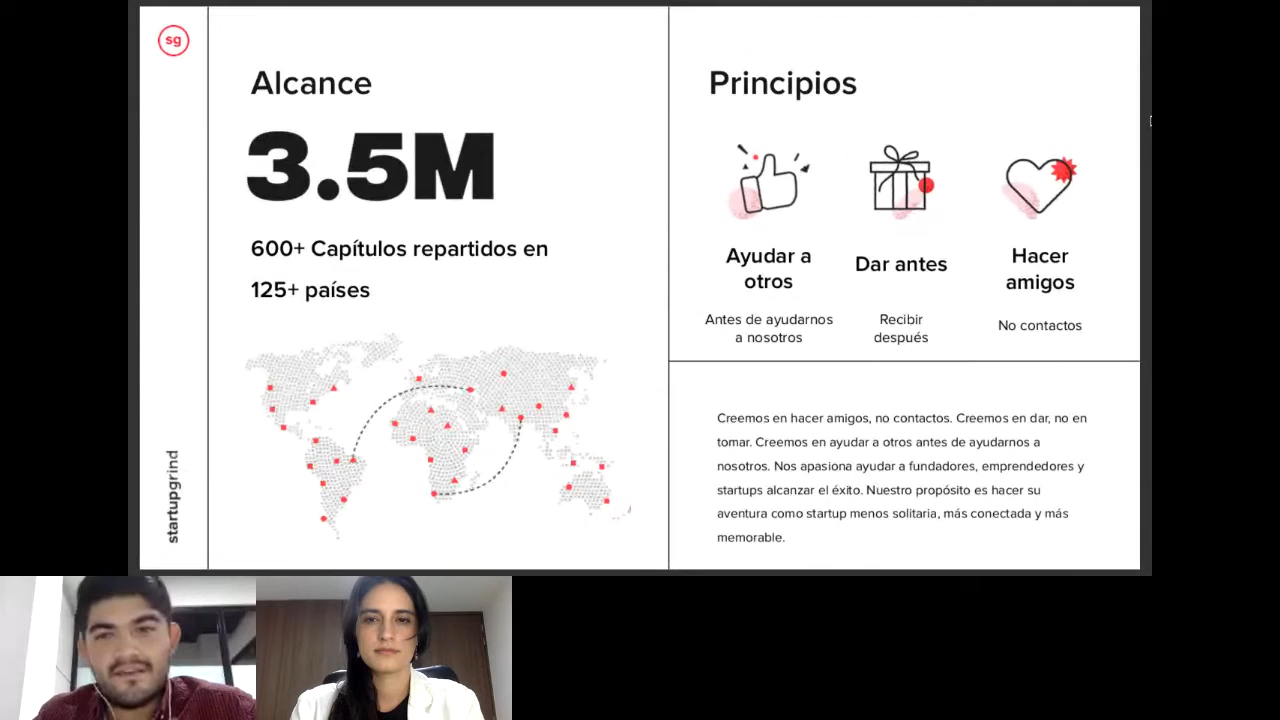 sg
startupgrind
Alcance
3.5M
600+ Capítulos repartidos en
125+ países
Principios
Ayudar a
otros
Antes de ayudarnos
a nosotros
Dar antes
Recibir
después
Hacer
amigos
No contactos
Creemos en hacer amigos, no contactos. Creemos en dar, no en
tomar. Creemos en ayudar a otros antes de ayudarnos a
nosotros. Nos apasiona ayudar a fundadores, emprendedores y
startups alcanzar el éxito. Nuestro propósito es hacer su
aventura como startup menos solitaria, más conectada y más
memorable.